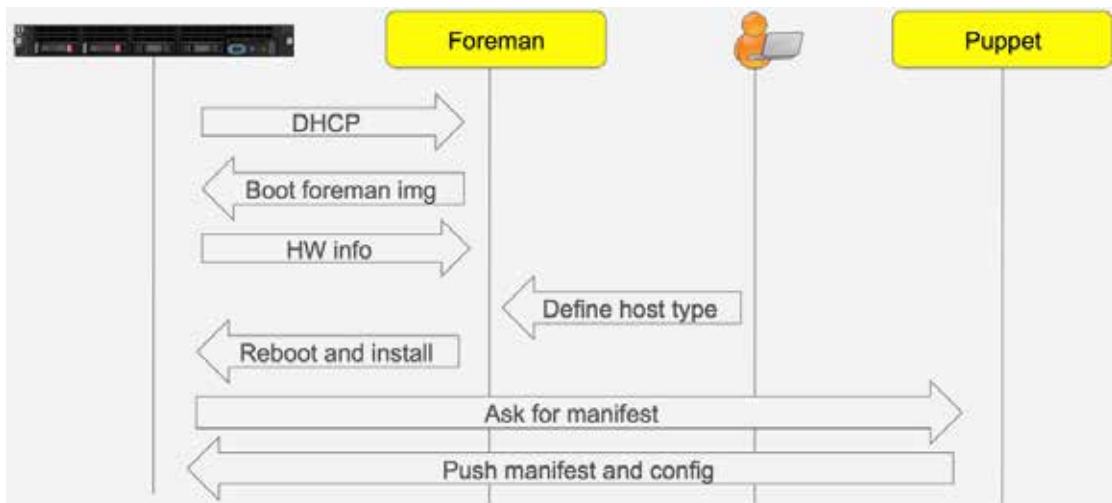 Foreman
Puppet
DHCP
Boot foreman img
HW info
Define host type
Reboot and install
Ask for manifest
Push manifest and config